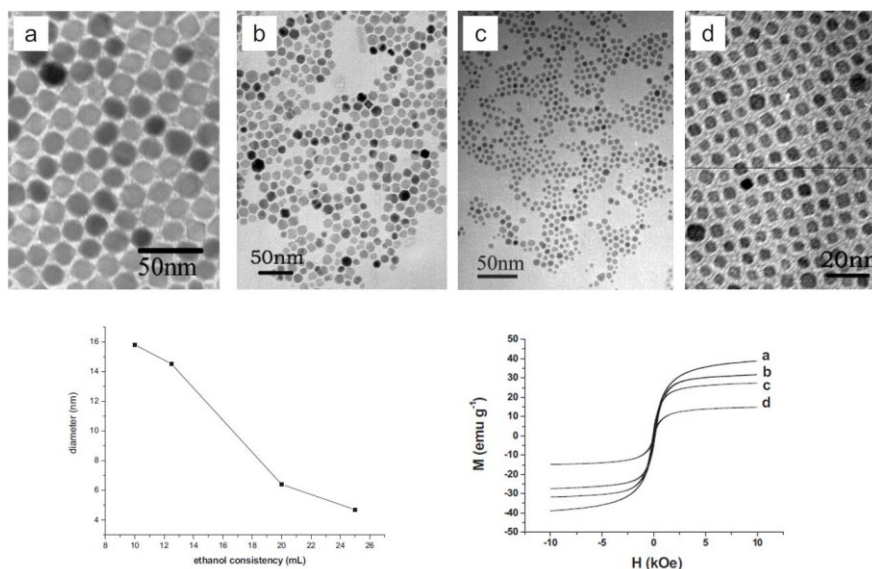 a
b
c
d
50nm
50nm
50nm
20nm
16
14
12
10
8
6
4
diameter (nm)
8 10 12 14 16 18 20 22 24 26
ethanol consistency (mL)
50
40
30
20
10
0
-10
-20
-30
-40
-50
M (emu g⁻¹)
a
b
c
d
-10 -5 0 5 10
H (kOe)